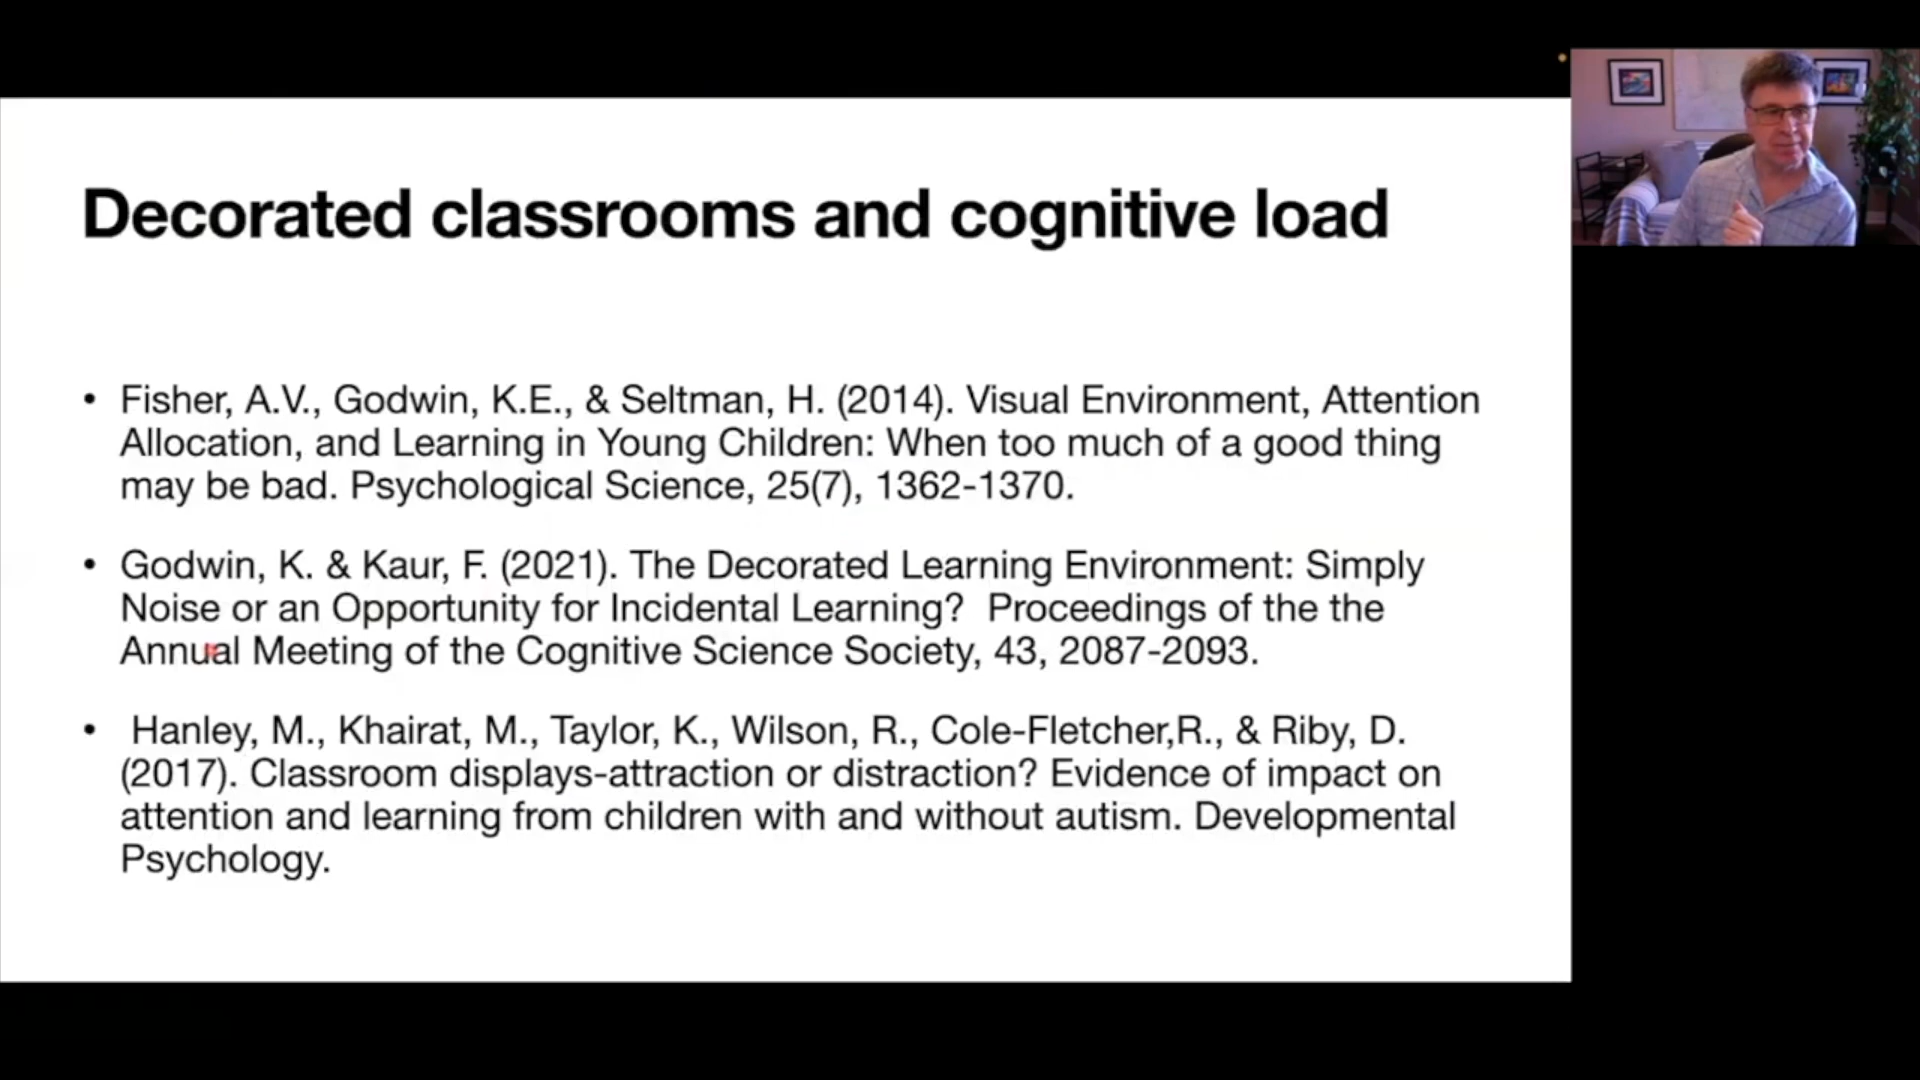 Decorated classrooms and cognitive load
• Fisher, A.V., Godwin, K.E., & Seltman, H. (2014). Visual Environment, Attention
Allocation, and Learning in Young Children: When too much of a good thing
may be bad. Psychological Science, 25(7), 1362-1370.
• Godwin, K. & Kaur, F. (2021). The Decorated Learning Environment: Simply
Noise or an Opportunity for Incidental Learning?  Proceedings of the the
Annual Meeting of the Cognitive Science Society, 43, 2087-2093.
• Hanley, M., Khairat, M., Taylor, K., Wilson, R., Cole-Fletcher,R., & Riby, D.
(2017). Classroom displays-attraction or distraction? Evidence of impact on
attention and learning from children with and without autism. Developmental
Psychology.